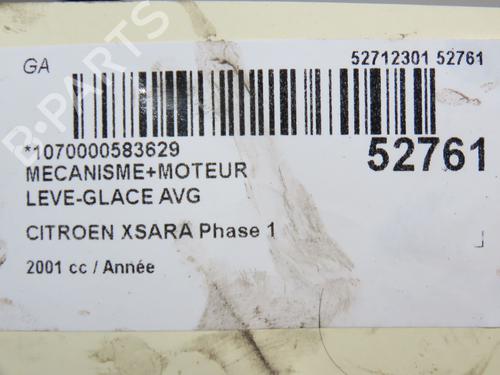 GA
52712301 52761
*1070000583629
52761
MECANISME+MOTEUR
LEVE-GLACE AVG
CITROEN XSARA Phase 1
2001 cc / Année
B-PARTS